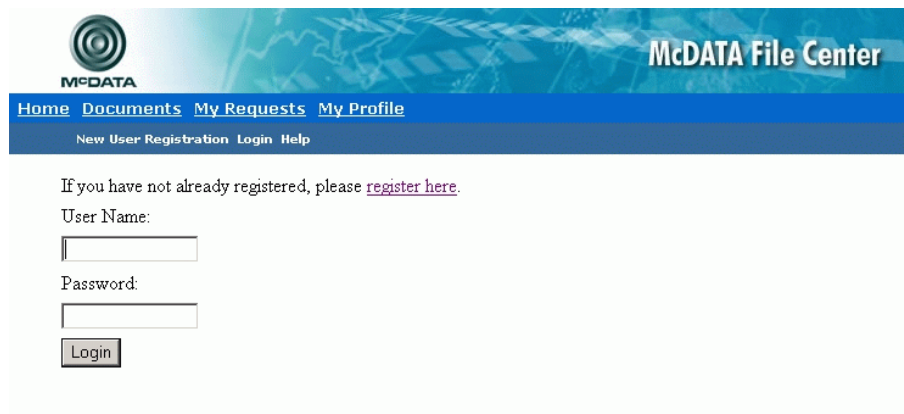 McDATA
McDATA File Center
Home Documents My Requests My Profile
New User Registration Login Help
If you have not already registered, please register here.
User Name:
Password:
Login